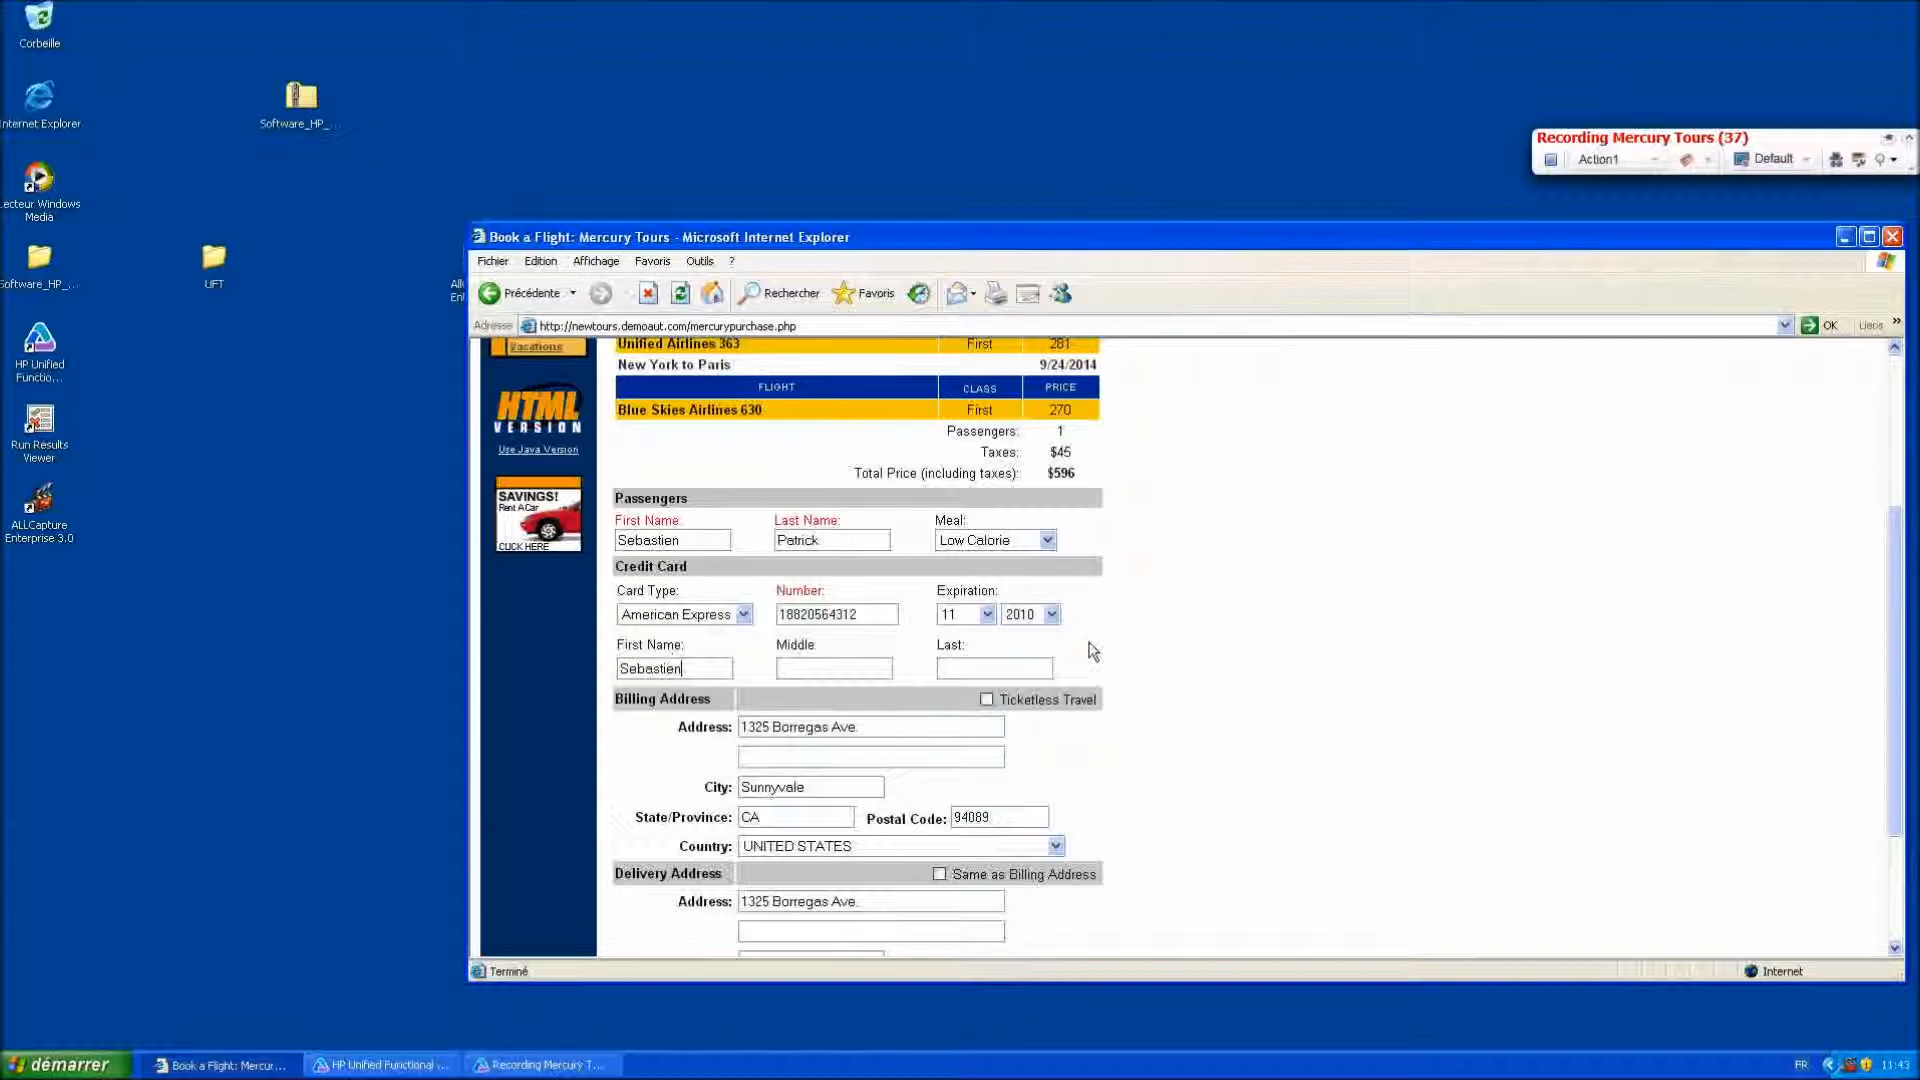 Corbeille
Internet Explorer
Software_HP_...
Lecteur Windows
Media
Software_HP_...
UFT
HP Unified
Functio...
Run Results
Viewer
ALLCapture
Enterprise 3.0
Recording Mercury Tours (37)
Action1
Default
Book a Flight: Mercury Tours - Microsoft Internet Explorer
Fichier Edition Affichage Favoris Outils ?
Précédente Rechercher Favoris
Adresse http://newtours.demoaut.com/mercurypurchase.php OK Liens »
Vacations
HTML
VERSION
Use Java Version
SAVINGS!
Rent A Car
CLICK HERE
Unified Airlines 363 First 281
New York to Paris 9/24/2014
FLIGHT CLASS PRICE
Blue Skies Airlines 630 First 270
Passengers: 1
Taxes: $45
Total Price (including taxes): $596
Passengers
First Name: Last Name: Meal:
Sebastien Patrick Low Calorie
Credit Card
Card Type: Number: Expiration:
American Express 18820564312 11 2010
First Name: Middle Last:
Sebastien
Billing Address Ticketless Travel
Address: 1325 Borregas Ave.
City: Sunnyvale
State/Province: CA Postal Code: 94089
Country: UNITED STATES
Delivery Address Same as Billing Address
Address: 1325 Borregas Ave.
Terminé Internet
démarrer Book a Flight: Mercur... HP Unified Functional ... Recording Mercury T... FR 11:43